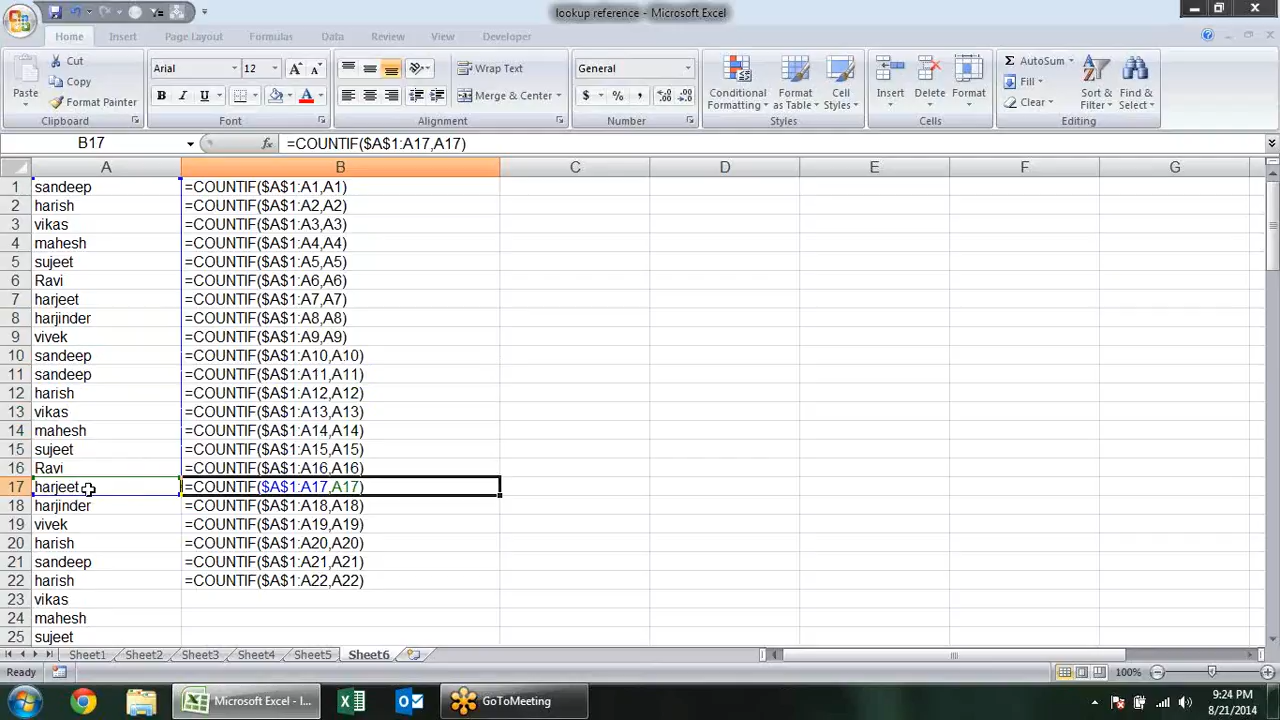 lookup reference - Microsoft Excel
Home Insert Page Layout Formulas Data Review View Developer
Paste Cut Copy Format Painter Clipboard
Arial 12 B I U A Font
Wrap Text Merge & Center Alignment
General $ % , Number
Conditional Formatting Format as Table Cell Styles Styles
Insert Delete Format Cells
AutoSum Fill Clear Sort & Filter Find & Select Editing
B17 fx =COUNTIF($A$1:A17,A17)
A B C D E F G
1 sandeep =COUNTIF($A$1:A1,A1)
2 harish =COUNTIF($A$1:A2,A2)
3 vikas =COUNTIF($A$1:A3,A3)
4 mahesh =COUNTIF($A$1:A4,A4)
5 sujeet =COUNTIF($A$1:A5,A5)
6 Ravi =COUNTIF($A$1:A6,A6)
7 harjeet =COUNTIF($A$1:A7,A7)
8 harjinder =COUNTIF($A$1:A8,A8)
9 vivek =COUNTIF($A$1:A9,A9)
10 sandeep =COUNTIF($A$1:A10,A10)
11 sandeep =COUNTIF($A$1:A11,A11)
12 harish =COUNTIF($A$1:A12,A12)
13 vikas =COUNTIF($A$1:A13,A13)
14 mahesh =COUNTIF($A$1:A14,A14)
15 sujeet =COUNTIF($A$1:A15,A15)
16 Ravi =COUNTIF($A$1:A16,A16)
17 harjeet =COUNTIF($A$1:A17,A17)
18 harjinder =COUNTIF($A$1:A18,A18)
19 vivek =COUNTIF($A$1:A19,A19)
20 harish =COUNTIF($A$1:A20,A20)
21 sandeep =COUNTIF($A$1:A21,A21)
22 harish =COUNTIF($A$1:A22,A22)
23 vikas
24 mahesh
25 sujeet
Sheet1 Sheet2 Sheet3 Sheet4 Sheet5 Sheet6
Ready 100%
Microsoft Excel - l... GoToMeeting 9:24 PM
8/21/2014